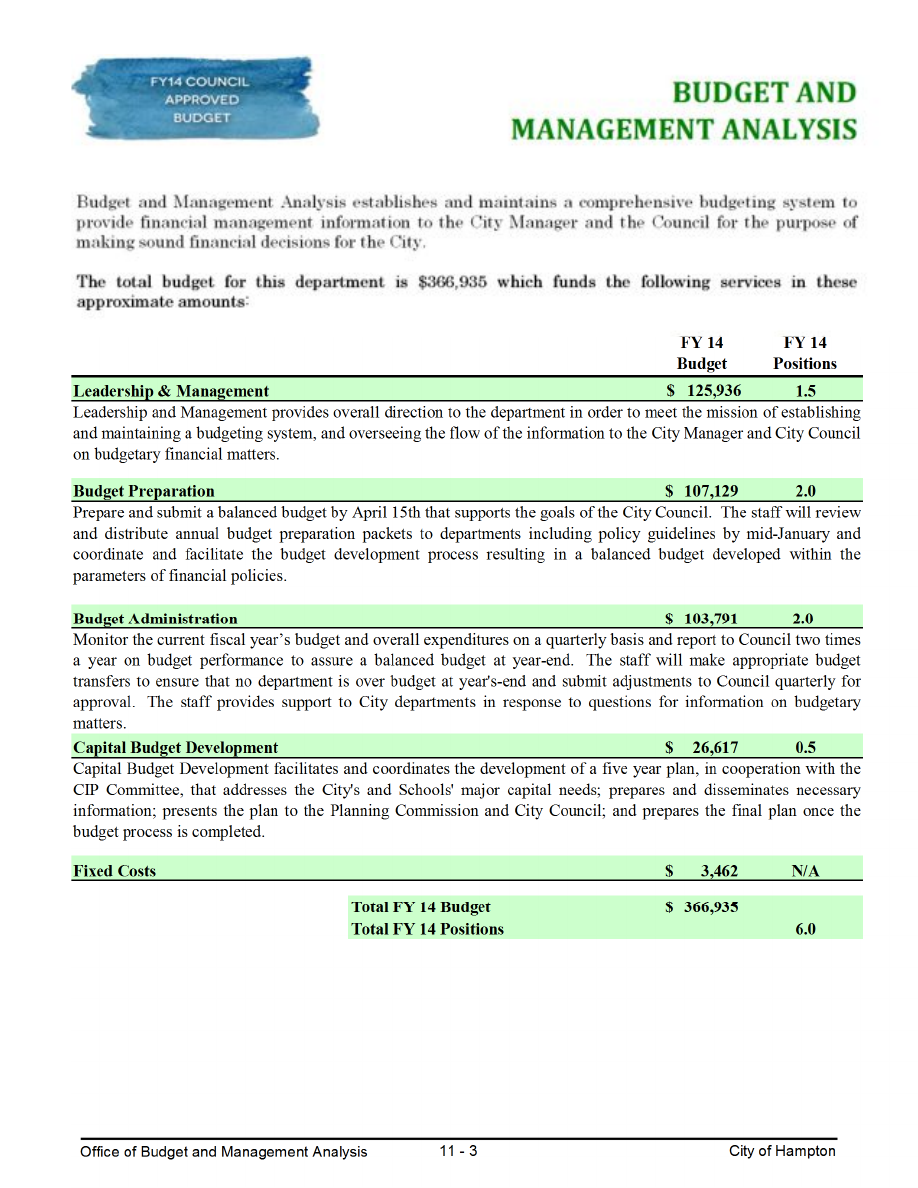 FY14 COUNCIL
APPROVED
BUDGET
BUDGET AND
MANAGEMENT ANALYSIS
Budget and Management Analysis establishes and maintains a comprehensive budgeting system to
provide financial management information to the City Manager and the Council for the purpose of
making sound financial decisions for the City.
The total budget for this department is $366,935 which funds the following services in these
approximate amounts:
FY 14 FY 14
Budget Positions
Leadership & Management $ 125,936 1.5
Leadership and Management provides overall direction to the department in order to meet the mission of establishing
and maintaining a budgeting system, and overseeing the flow of the information to the City Manager and City Council
on budgetary financial matters.
Budget Preparation $ 107,129 2.0
Prepare and submit a balanced budget by April 15th that supports the goals of the City Council. The staff will review
and distribute annual budget preparation packets to departments including policy guidelines by mid-January and
coordinate and facilitate the budget development process resulting in a balanced budget developed within the
parameters of financial policies.
Budget Administration $ 103,791 2.0
Monitor the current fiscal year’s budget and overall expenditures on a quarterly basis and report to Council two times
a year on budget performance to assure a balanced budget at year-end. The staff will make appropriate budget
transfers to ensure that no department is over budget at year's-end and submit adjustments to Council quarterly for
approval. The staff provides support to City departments in response to questions for information on budgetary
matters.
Capital Budget Development $ 26,617 0.5
Capital Budget Development facilitates and coordinates the development of a five year plan, in cooperation with the
CIP Committee, that addresses the City's and Schools' major capital needs; prepares and disseminates necessary
information; presents the plan to the Planning Commission and City Council; and prepares the final plan once the
budget process is completed.
Fixed Costs $ 3,462 N/A
Total FY 14 Budget $ 366,935
Total FY 14 Positions 6.0
Office of Budget and Management Analysis 11 - 3 City of Hampton